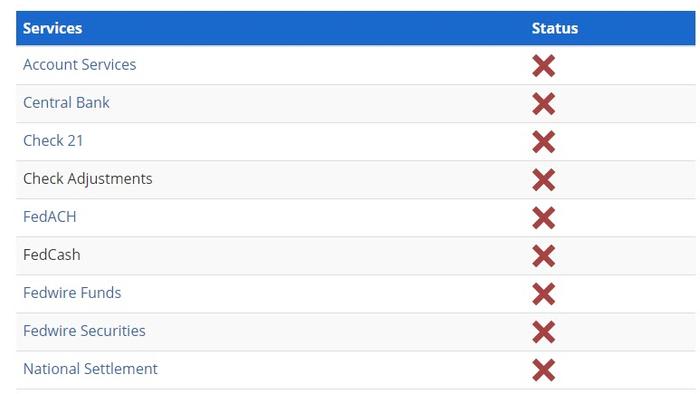 Services Status
Account Services
Central Bank
Check 21
Check Adjustments
FedACH
FedCash
Fedwire Funds
Fedwire Securities
National Settlement